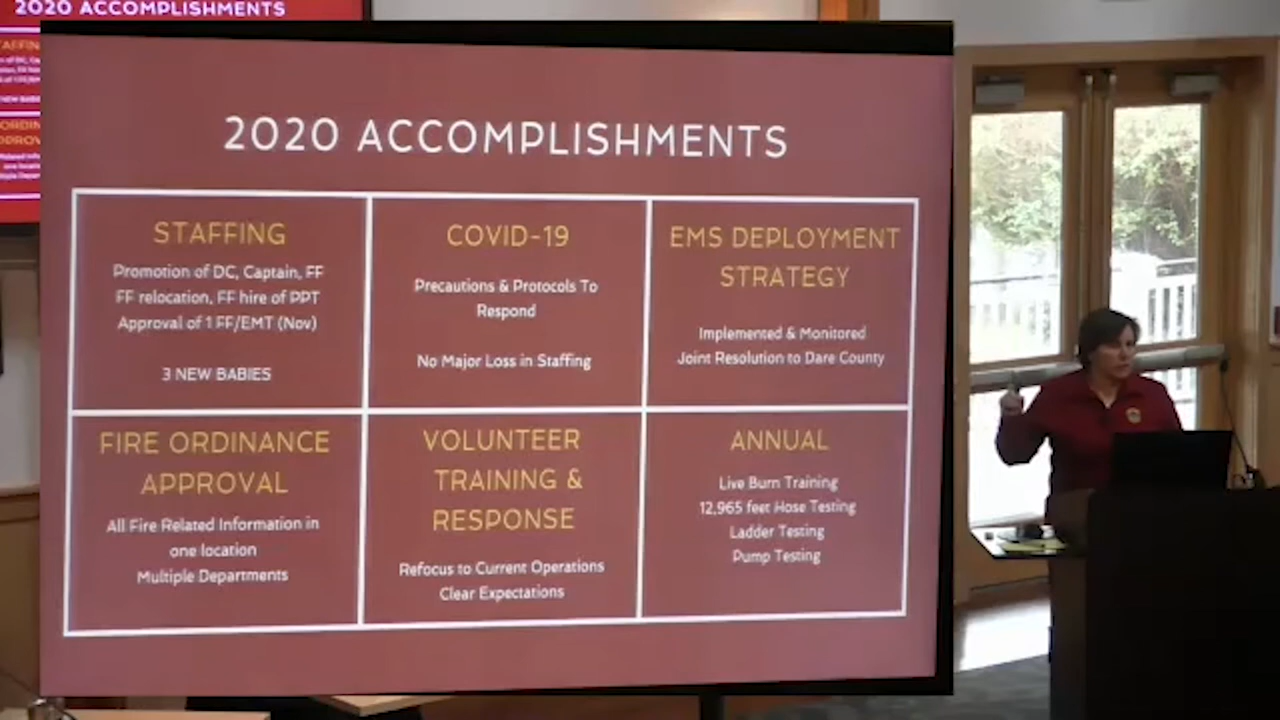 2020 ACCOMPLISHMENTS
2020 ACCOMPLISHMENTS
STAFFING
Promotion of DC, Captain, FF
FF relocation, FF hire of PPT
Approval of 1 FF/EMT (Nov)
3 NEW BABIES
COVID-19
Precautions & Protocols To
Respond
No Major Loss in Staffing
EMS DEPLOYMENT
STRATEGY
Implemented & Monitored
Joint Resolution to Dare County
FIRE ORDINANCE
APPROVAL
All Fire Related Information in
one location
Multiple Departments
VOLUNTEER
TRAINING &
RESPONSE
Refocus to Current Operations
Clear Expectations
ANNUAL
Live Burn Training
12,965 feet Hose Testing
Ladder Testing
Pump Testing